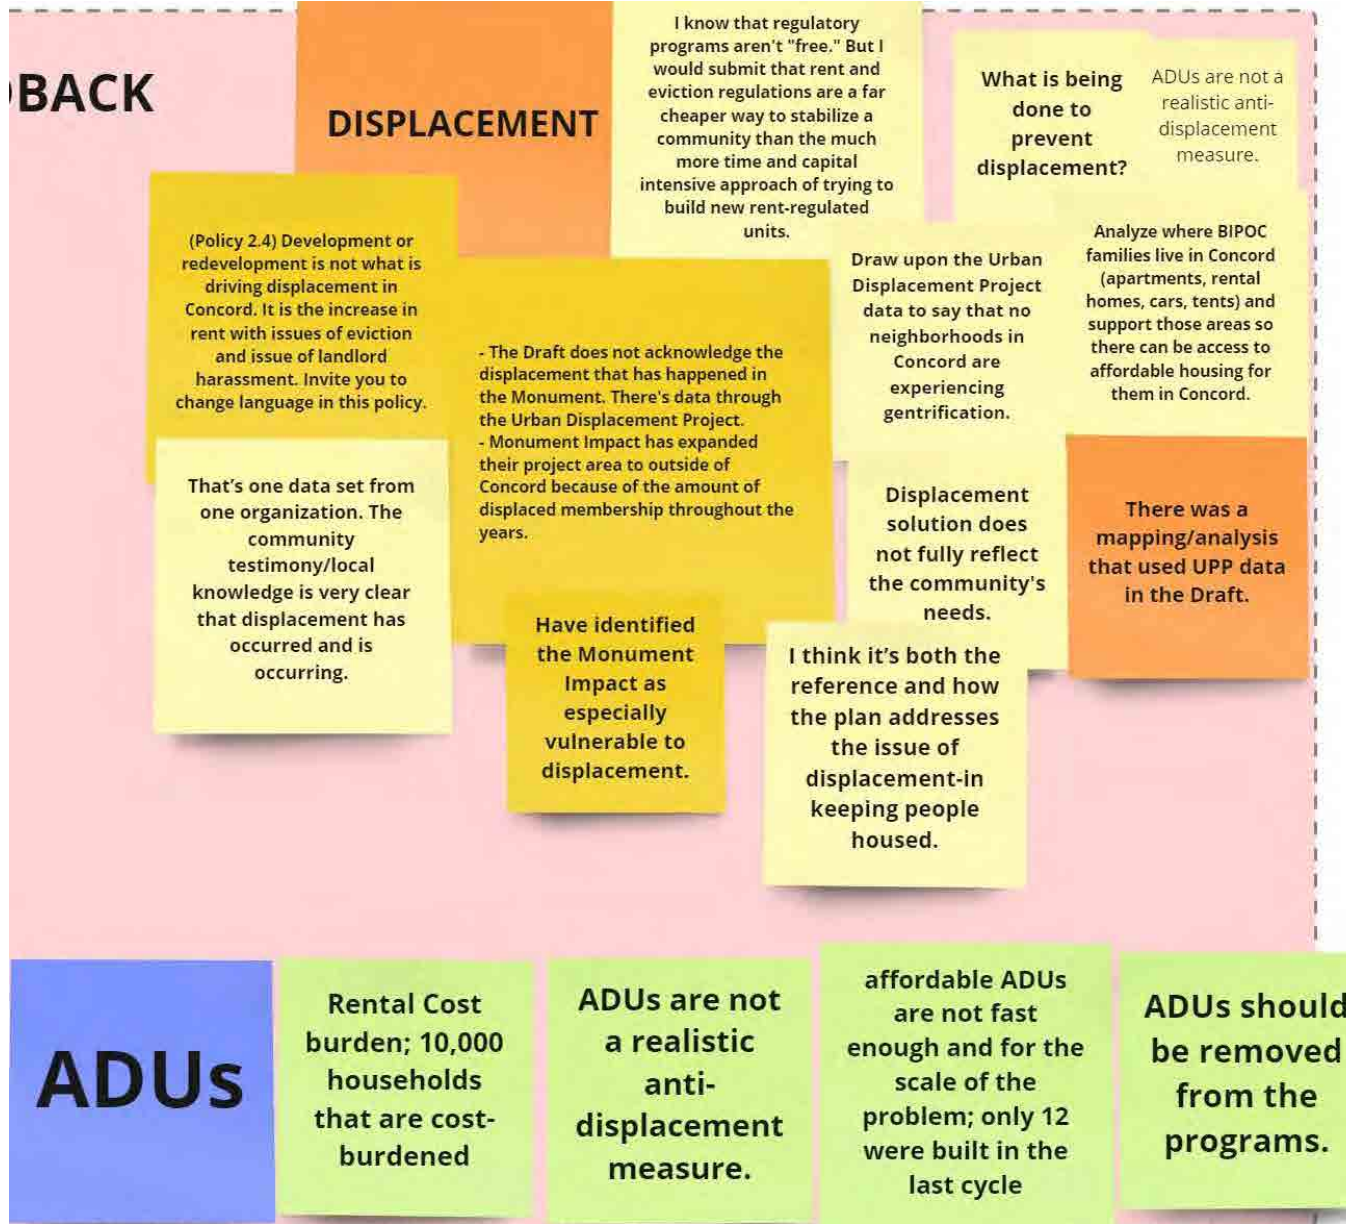 BACK
DISPLACEMENT
I know that regulatory
programs aren't "free." But I
would submit that rent and
eviction regulations are a far
cheaper way to stabilize a
community than the much
more time and capital
intensive approach of trying to
build new rent-regulated
units.
What is being
done to
prevent
displacement?
ADUs are not a
realistic anti-
displacement
measure.
(Policy 2.4) Development or
redevelopment is not what is
driving displacement in
Concord. It is the increase in
rent with issues of eviction
and issue of landlord
harassment. Invite you to
change language in this policy.
- The Draft does not acknowledge the
displacement that has happened in
the Monument. There's data through
the Urban Displacement Project.
- Monument Impact has expanded
their project area to outside of
Concord because of the amount of
displaced membership throughout the
years.
Draw upon the Urban
Displacement Project
data to say that no
neighborhoods in
Concord are
experiencing
gentrification.
Analyze where BIPOC
families live in Concord
(apartments, rental
homes, cars, tents) and
support those areas so
there can be access to
affordable housing for
them in Concord.
That's one data set from
one organization. The
community
testimony/local
knowledge is very clear
that displacement has
occurred and is
occurring.
Have identified
the Monument
Impact as
especially
vulnerable to
displacement.
Displacement
solution does
not fully reflect
the community's
needs.
There was a
mapping/analysis
that used UPP data
in the Draft.
I think it's both the
reference and how
the plan addresses
the issue of
displacement-in
keeping people
housed.
ADUs
Rental Cost
burden; 10,000
households
that are cost-
burdened
ADUs are not
a realistic
anti-
displacement
measure.
affordable ADUs
are not fast
enough and for the
scale of the
problem; only 12
were built in the
last cycle
ADUs should
be removed
from the
programs.